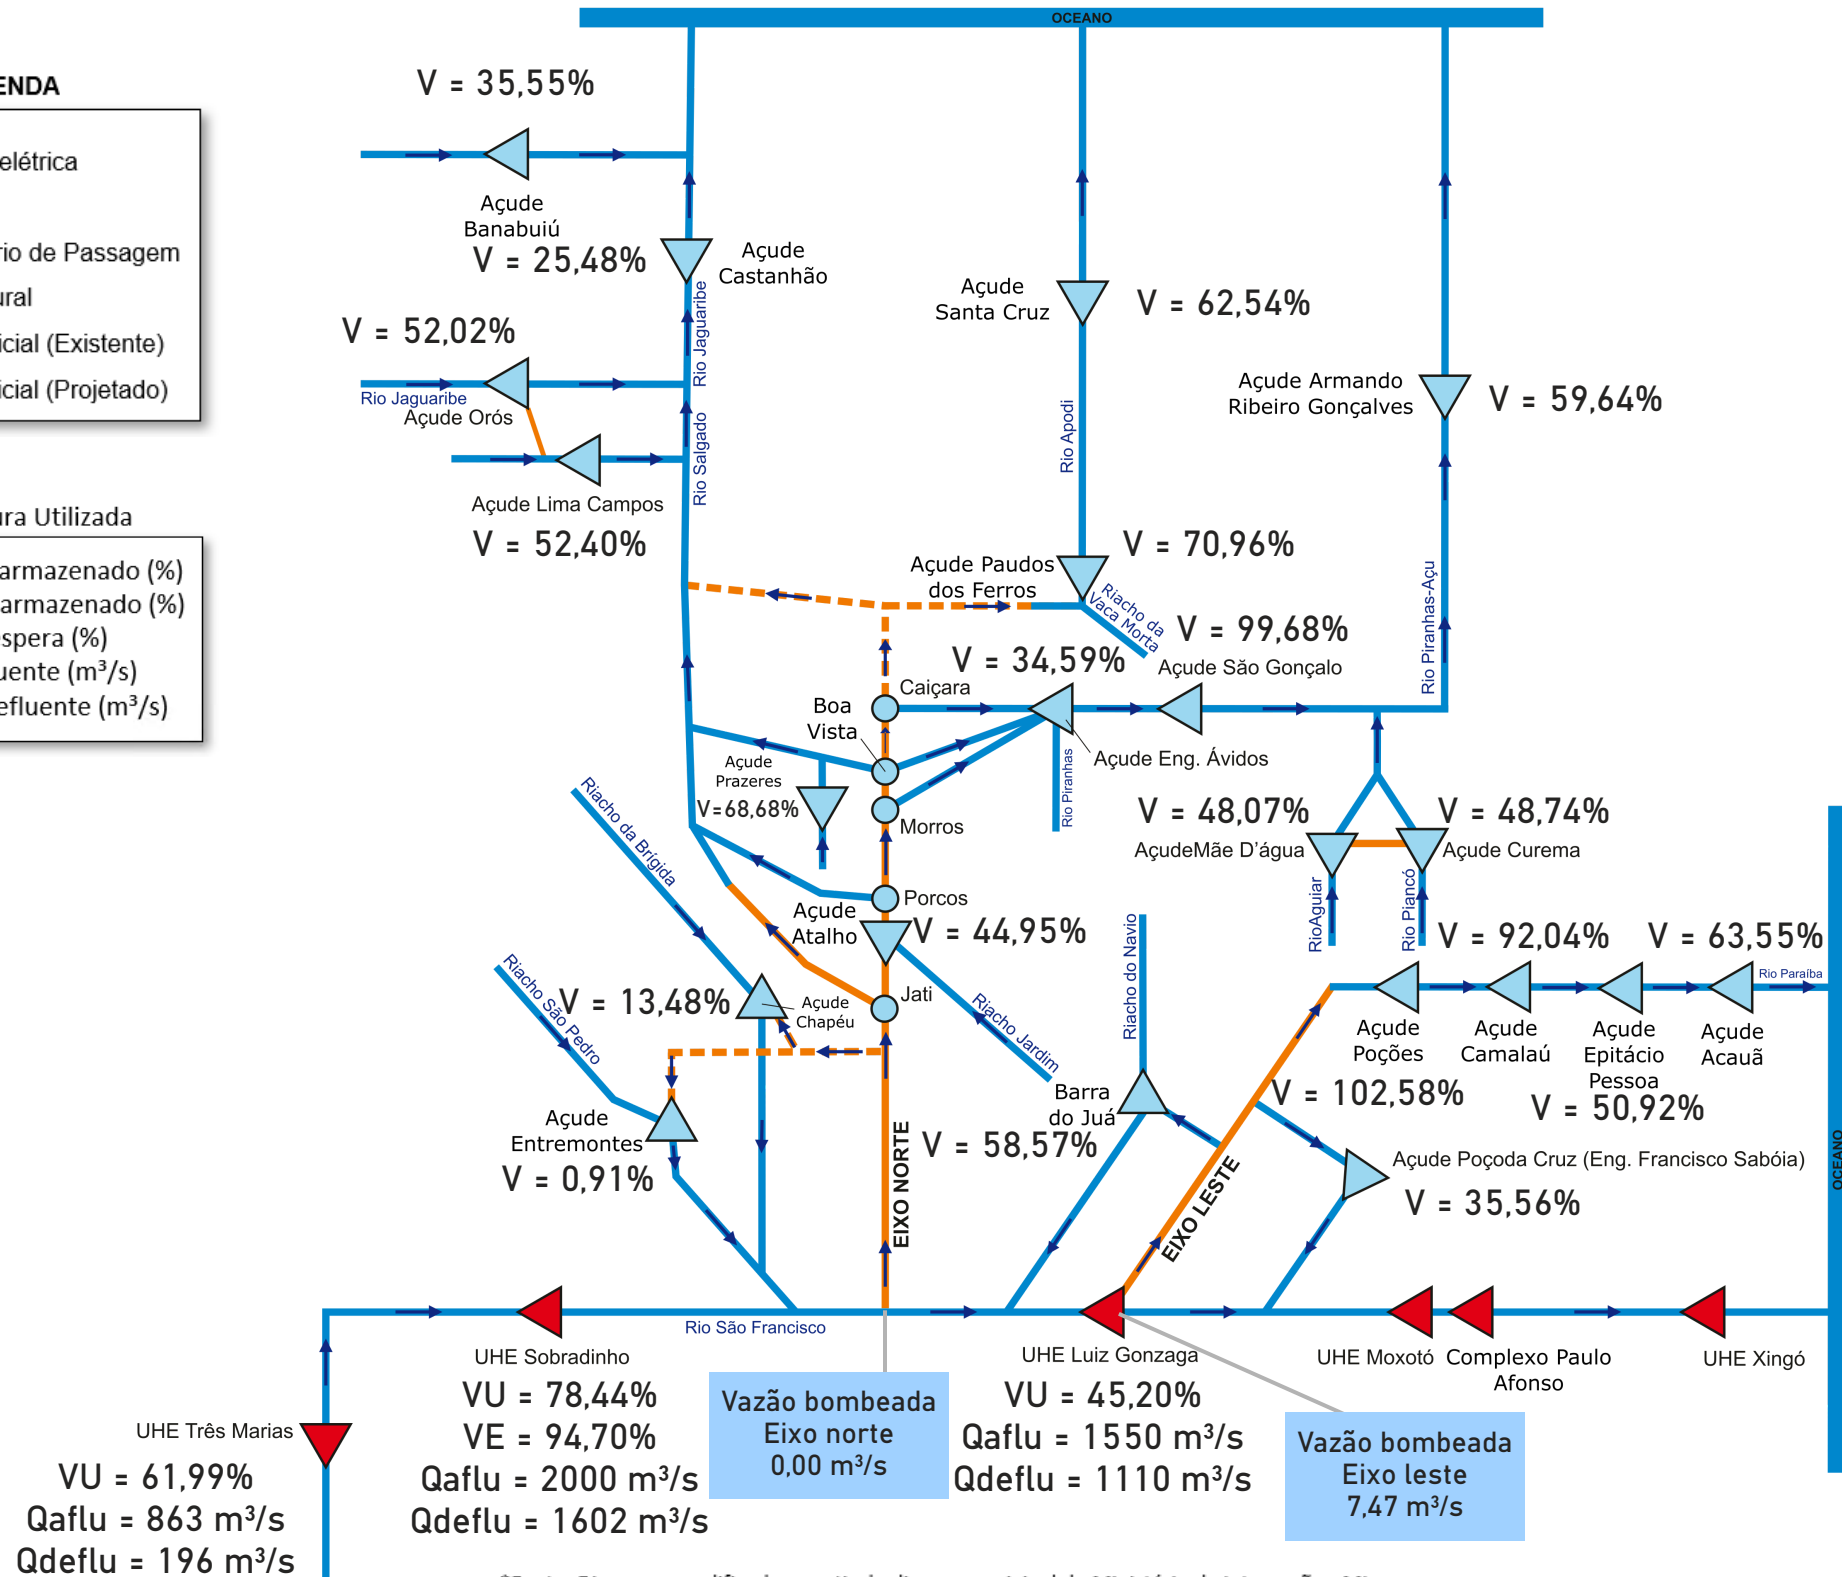 OCEANO
ENDA
elétrica
rio de Passagem
ural
icial (Existente)
icial (Projetado)
ura Utilizada
armazenado (%)
armazenado (%)
espera (%)
luente (m³/s)
efluente (m³/s)
V = 35,55%
Açude
Banabuiú
V = 25,48%
Açude
Castanhão
Rio Jaguaribe
V = 52,02%
Rio Jaguaribe
Açude Orós
Rio Salgado
Açude Lima Campos
V = 52,40%
Açude
Santa Cruz
V = 62,54%
Rio Apodi
Açude Armando
Ribeiro Gonçalves
V = 59,64%
Açude Paudos
dos Ferros
V = 70,96%
Riacho da
Vaca Morta
V = 99,68%
Açude São Gonçalo
V = 34,59%
Rio Piranhas-Açu
Caiçara
Boa
Vista
Açude Eng. Ávidos
Rio Piranhas
Açude
Prazeres
V=68,68%
Morros
Riacho da Brígida
V = 48,07%
AçudeMãe D'água
V = 48,74%
Açude Curema
RioAguiar
Rio Piancó
Porcos
Açude
Atalho
V = 44,95%
Riacho do Navio
V = 92,04%
V = 63,55%
Rio Paraíba
Riacho São Pedro
V = 13,48%
Açude
Chapéu
Jati
Riacho Jardim
Açude
Poções
Açude
Camalaú
Açude
Epitácio
Pessoa
Açude
Acauã
V = 102,58%
V = 50,92%
Barra
do Juá
V = 58,57%
Açude
Entremontes
V = 0,91%
EIXO NORTE
EIXO LESTE
Açude Poçoda Cruz (Eng. Francisco Sabóia)
V = 35,56%
OCEANO
Rio São Francisco
UHE Sobradinho
VU = 78,44%
VE = 94,70%
Qaflu = 2000 m³/s
Qdeflu = 1602 m³/s
Vazão bombeada
Eixo norte
0,00 m³/s
UHE Luiz Gonzaga
VU = 45,20%
Qaflu = 1550 m³/s
Qdeflu = 1110 m³/s
Vazão bombeada
Eixo leste
7,47 m³/s
UHE Moxotó
Complexo Paulo
Afonso
UHE Xingó
UHE Três Marias
VU = 61,99%
Qaflu = 863 m³/s
Qdeflu = 196 m³/s